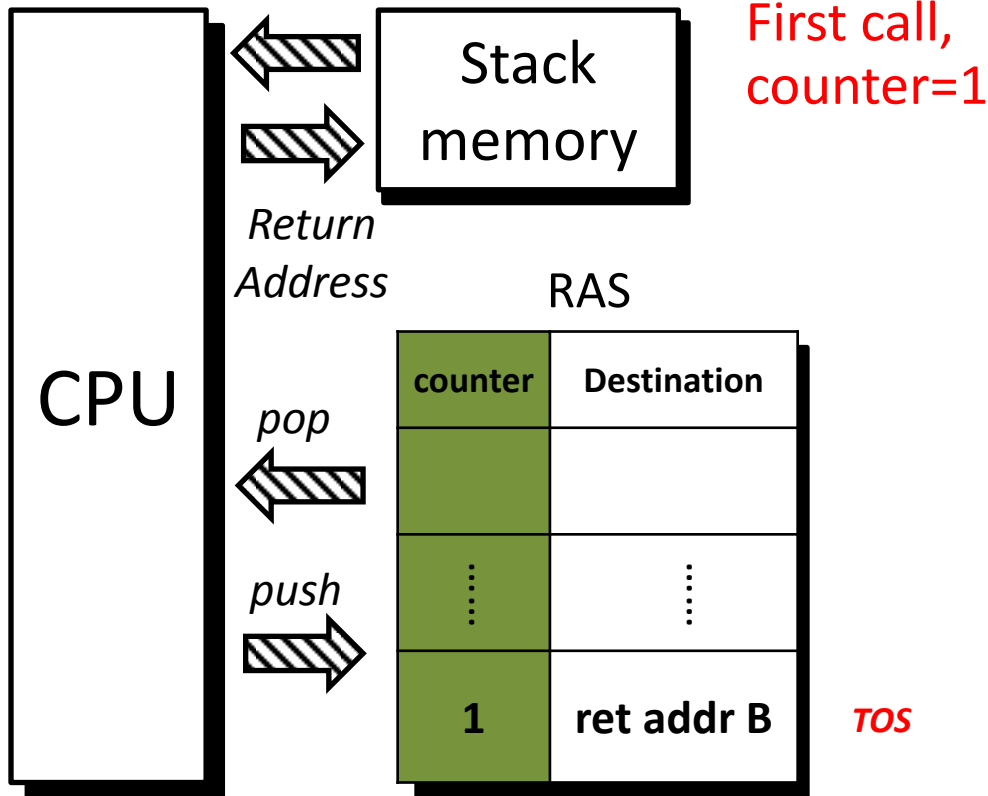 First call,
counter=1
Stack
memory
Return
Address
RAS
CPU
counter Destination
pop
push
1 ret addr B TOS